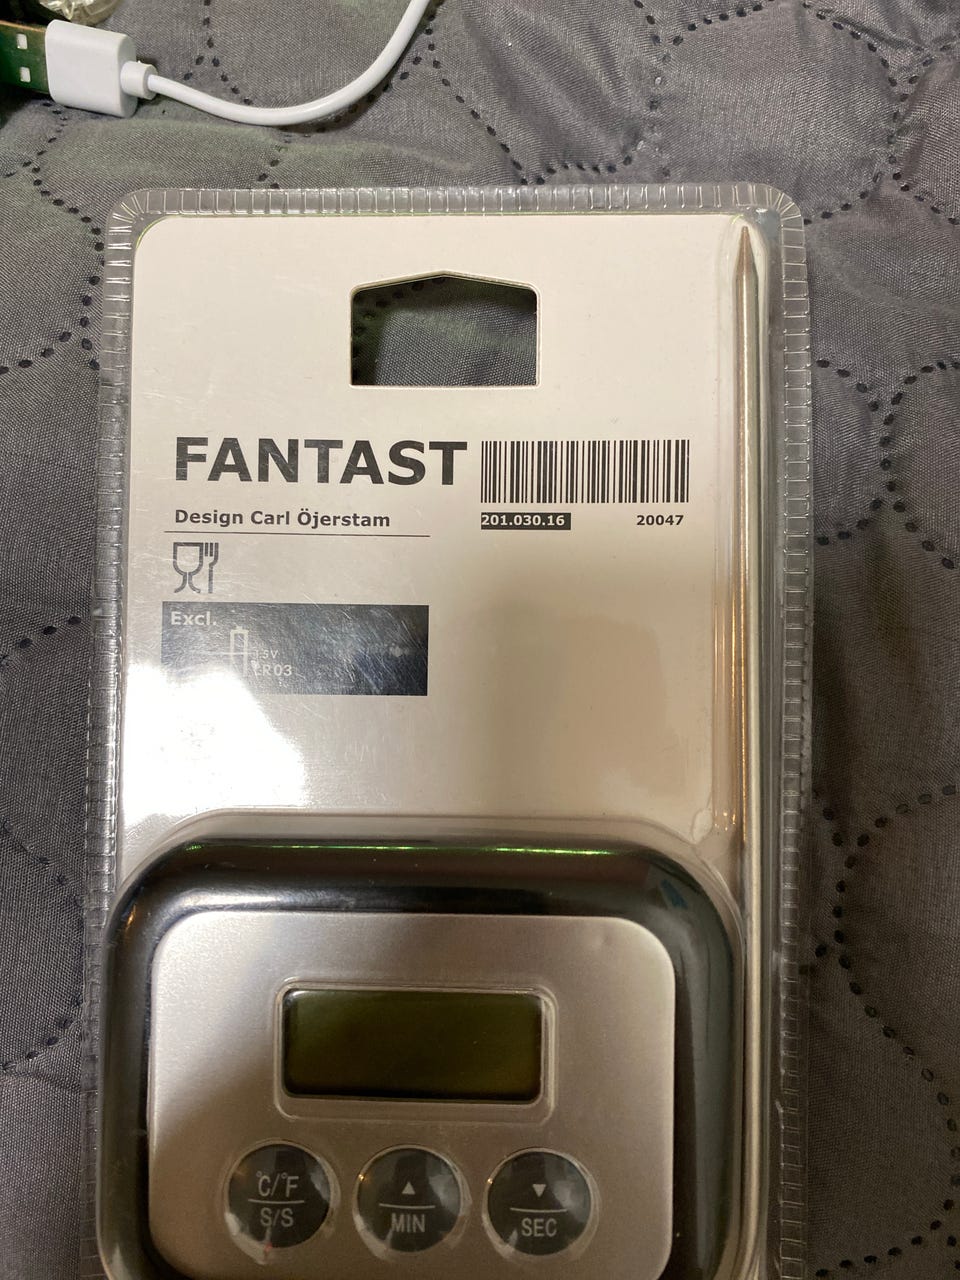 FANTAST
Design Carl Öjerstam
201.030.16 20047
Excl.
1.5V
LR03
°C/°F
S/S
▲
MIN
▼
SEC